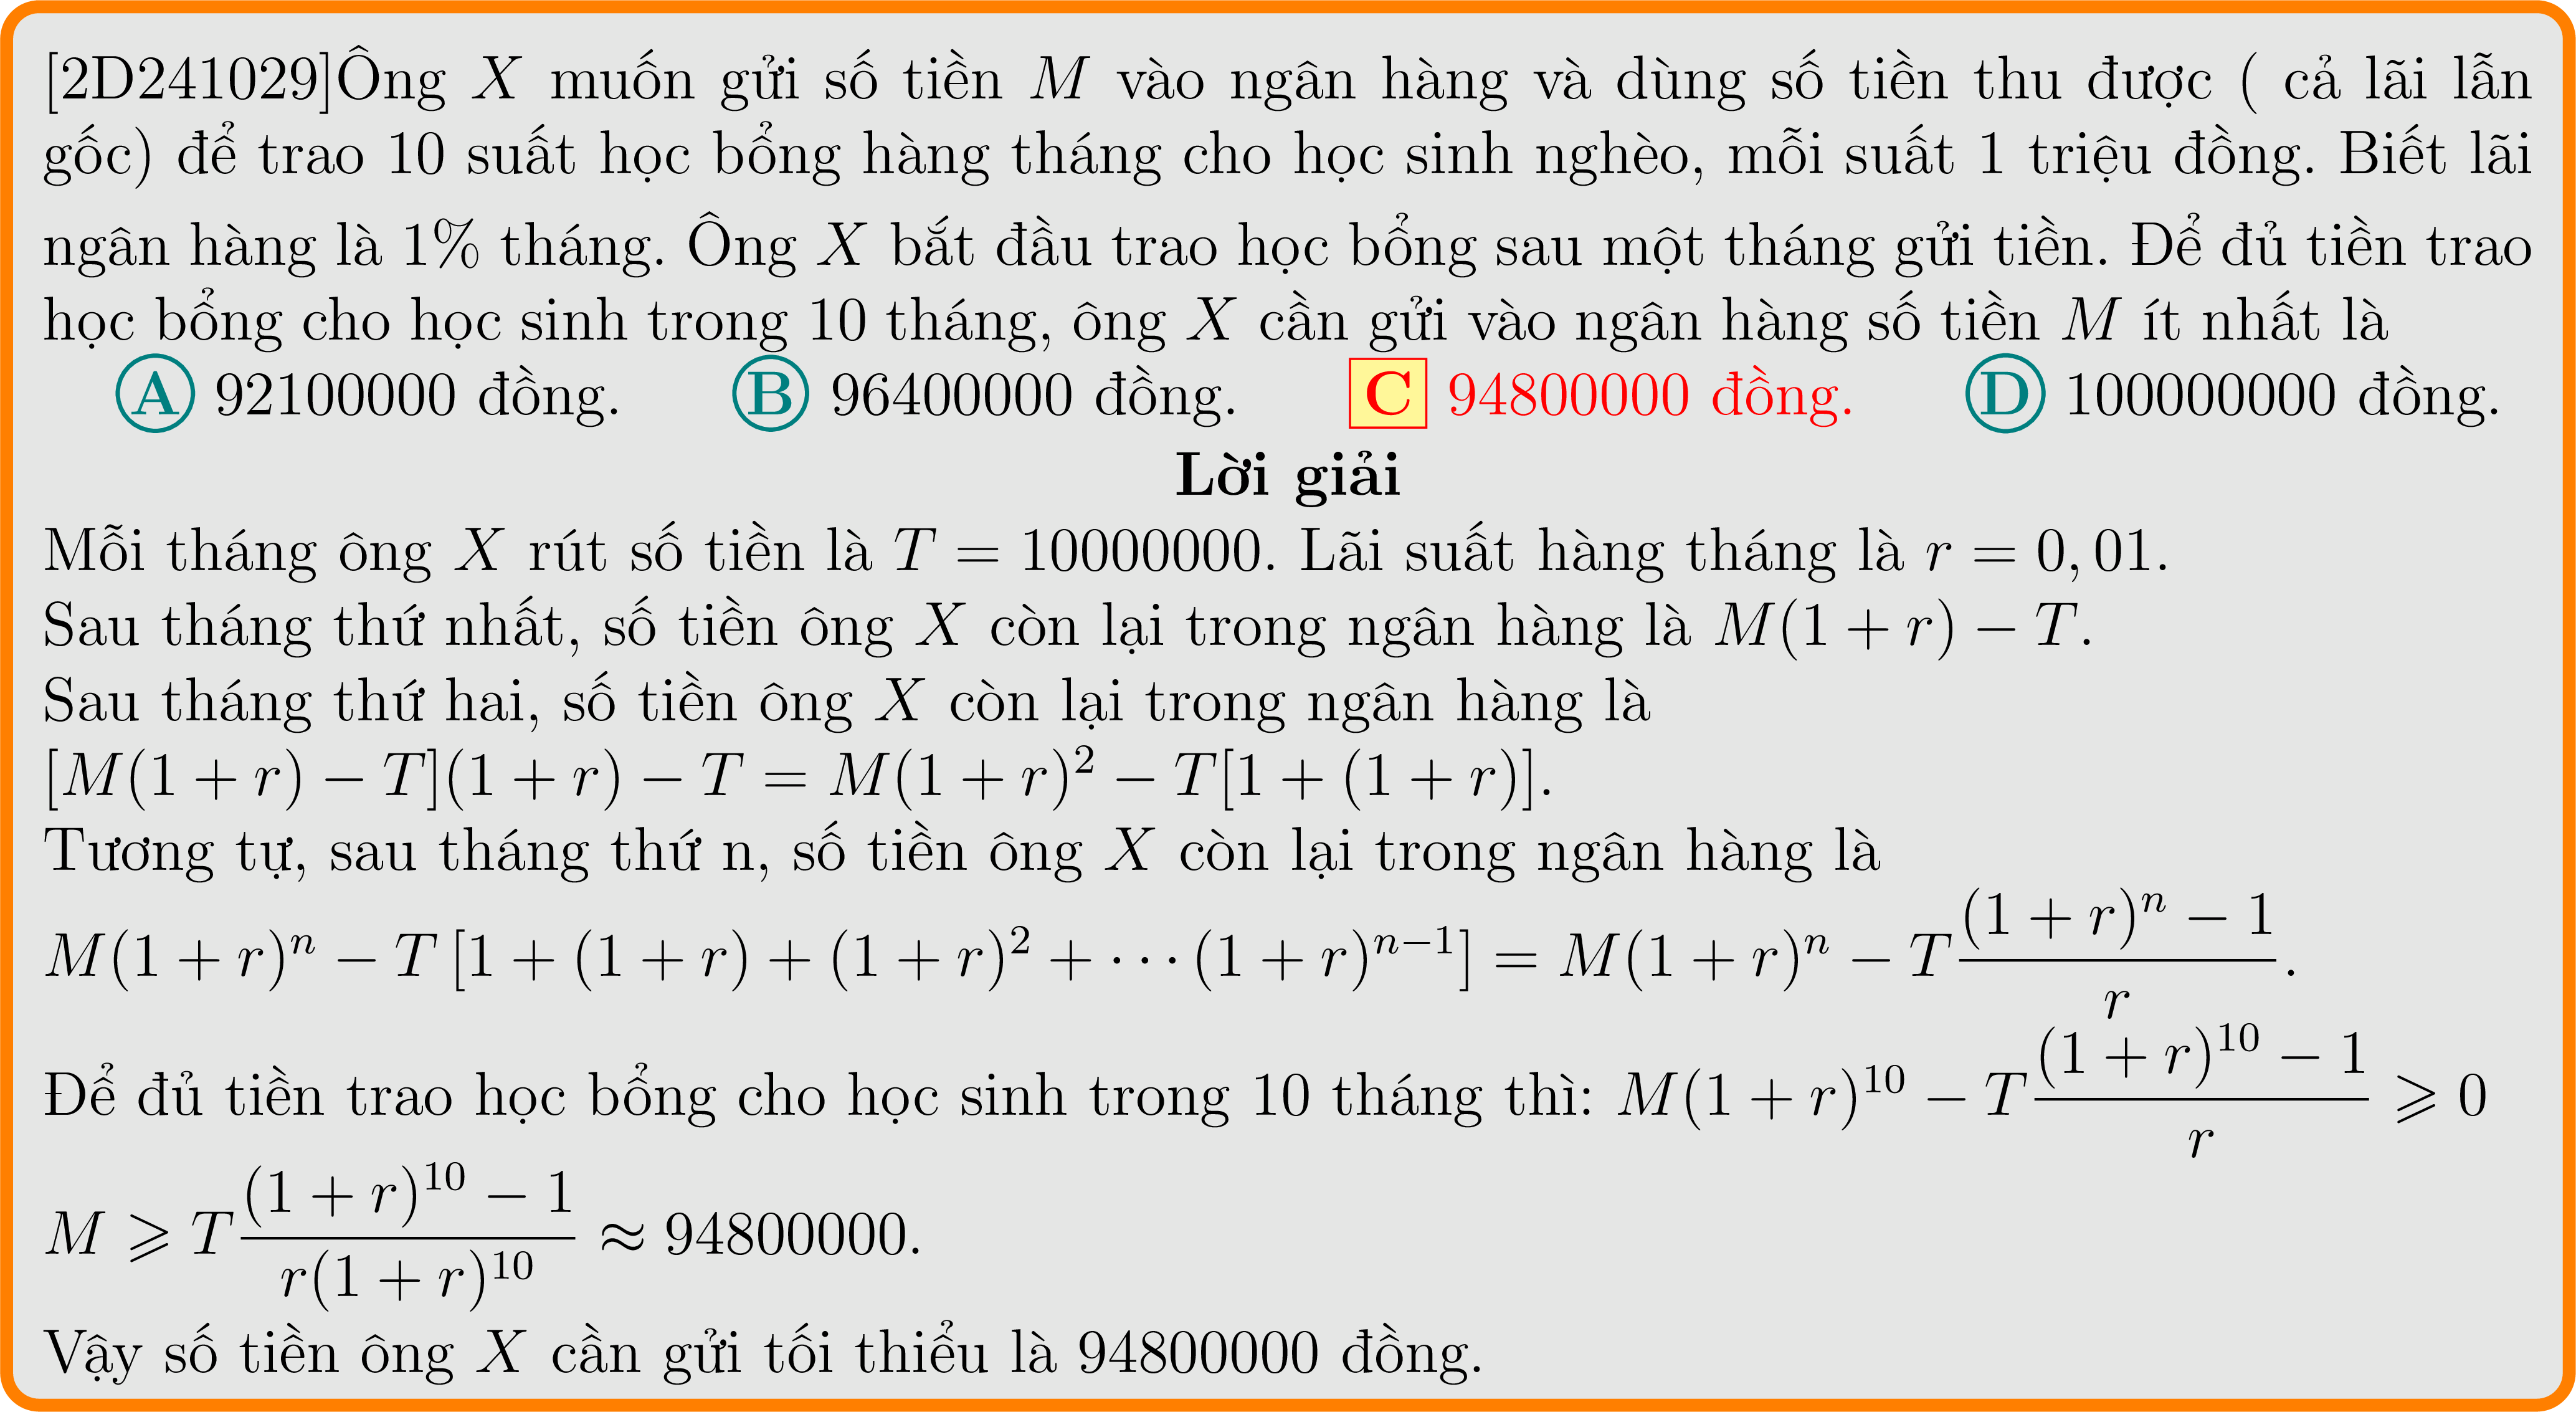 [2D241029]Ông X muốn gửi số tiền M vào ngân hàng và dùng số tiền thu được ( cả lãi lẫn
gốc) để trao 10 suất học bổng hàng tháng cho học sinh nghèo, mỗi suất 1 triệu đồng. Biết lãi
ngân hàng là 1% tháng. Ông X bắt đầu trao học bổng sau một tháng gửi tiền. Để đủ tiền trao
học bổng cho học sinh trong 10 tháng, ông X cần gửi vào ngân hàng số tiền M ít nhất là
A 92100000 đồng. B 96400000 đồng. C 94800000 đồng. D 100000000 đồng.
Lời giải
Mỗi tháng ông X rút số tiền là T = 10000000. Lãi suất hàng tháng là r = 0, 01.
Sau tháng thứ nhất, số tiền ông X còn lại trong ngân hàng là M(1 + r) − T.
Sau tháng thứ hai, số tiền ông X còn lại trong ngân hàng là
[M(1 + r) − T](1 + r) − T = M(1 + r)² − T[1 + (1 + r)].
Tương tự, sau tháng thứ n, số tiền ông X còn lại trong ngân hàng là
M(1 + r)ⁿ − T [1 + (1 + r) + (1 + r)² + ··· (1 + r)ⁿ⁻¹] = M(1 + r)ⁿ − T \frac{(1 + r)ⁿ − 1}{r}.
Để đủ tiền trao học bổng cho học sinh trong 10 tháng thì: M(1 + r)¹⁰ − T \frac{(1 + r)¹⁰ − 1}{r} ⩾ 0
M ⩾ T \frac{(1 + r)¹⁰ − 1}{r(1 + r)¹⁰} ≈ 94800000.
Vậy số tiền ông X cần gửi tối thiểu là 94800000 đồng.